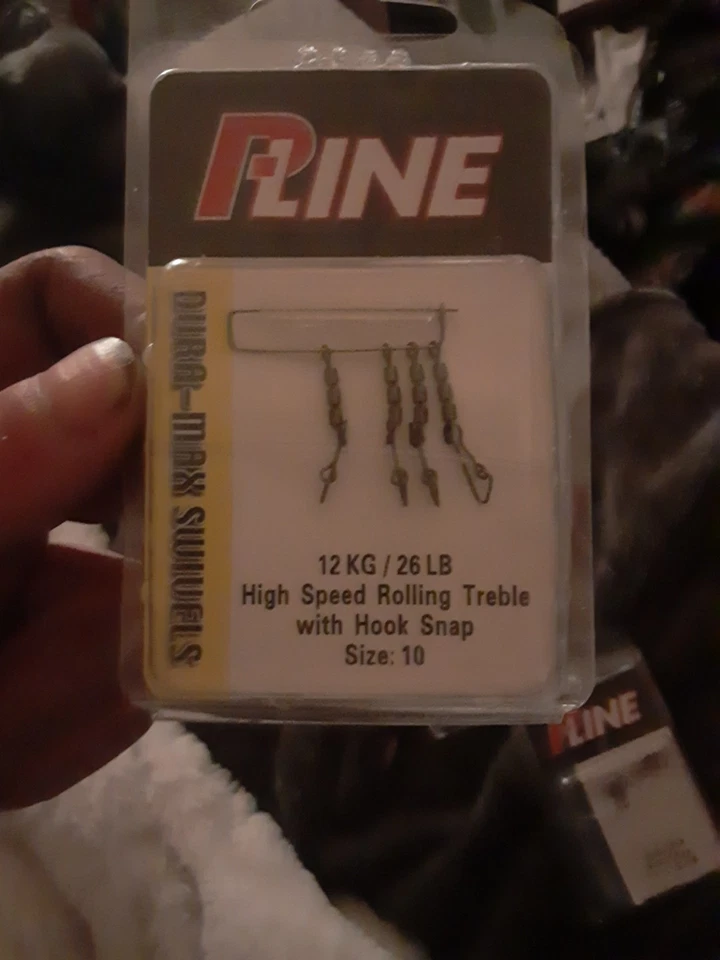 P-LINE
DURA-MAX SWIVELS
12 KG / 26 LB
High Speed Rolling Treble
with Hook Snap
Size: 10
P-LINE